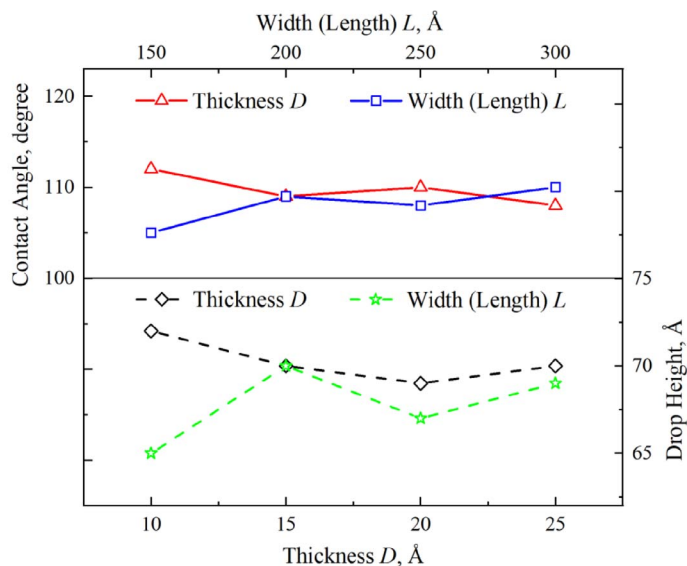 Width (Length) L, Å
150 200 250 300
Contact Angle, degree
120
110
100
Thickness D
Width (Length) L
Thickness D
Width (Length) L
75
70
65
Drop Height, Å
10 15 20 25
Thickness D, Å